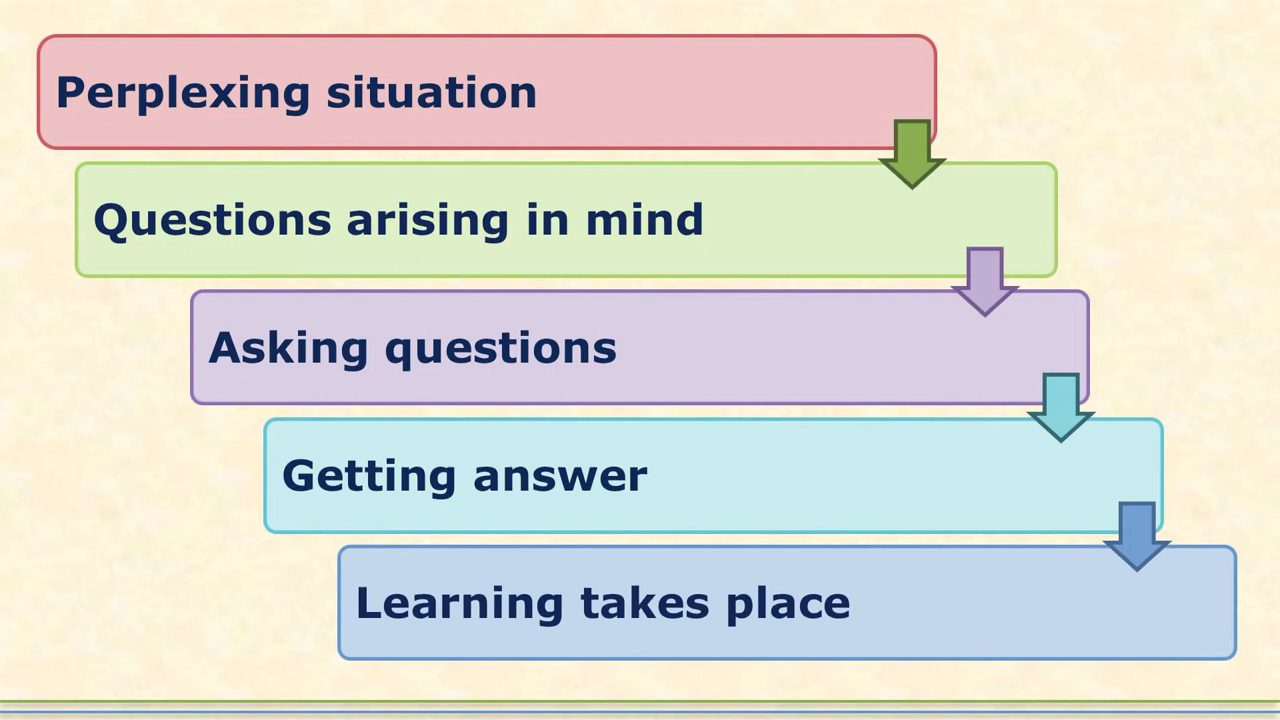 Perplexing situation
Questions arising in mind
Asking questions
Getting answer
Learning takes place